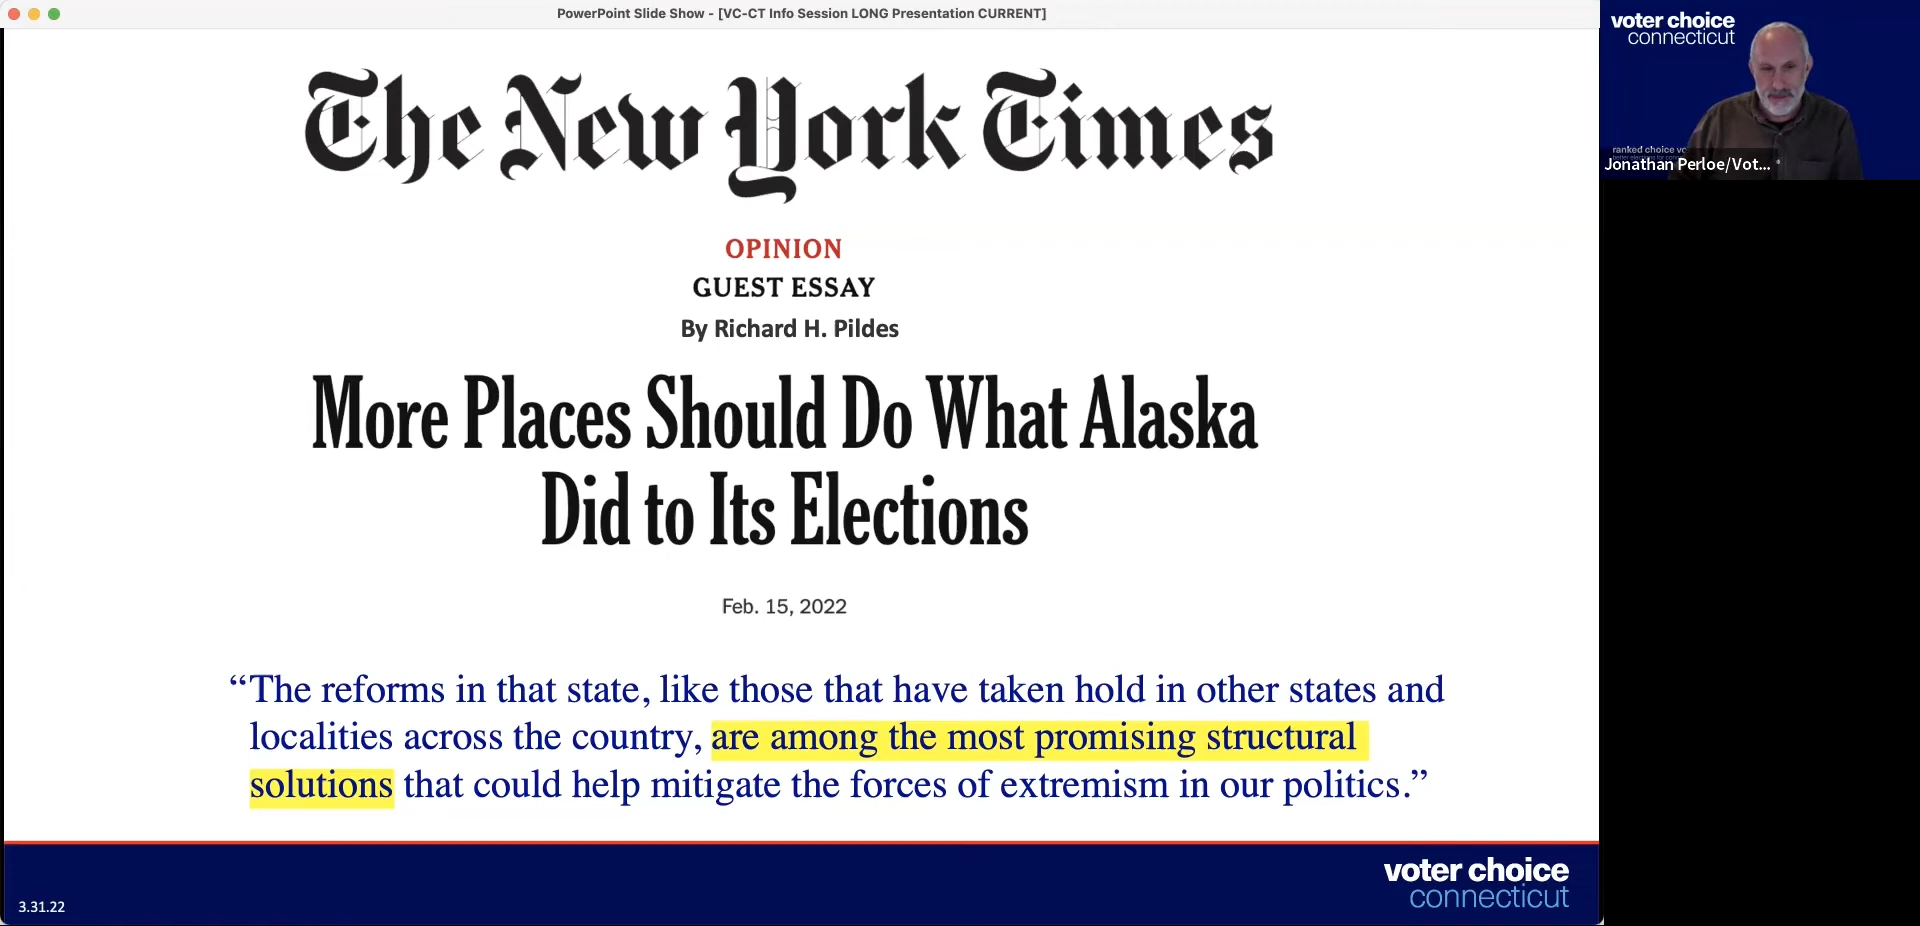 PowerPoint Slide Show - [VC-CT Info Session LONG Presentation CURRENT]
The New York Times
OPINION
GUEST ESSAY
By Richard H. Pildes
More Places Should Do What Alaska
Did to Its Elections
Feb. 15, 2022
“The reforms in that state, like those that have taken hold in other states and
localities across the country, are among the most promising structural
solutions that could help mitigate the forces of extremism in our politics.”
voter choice
connecticut
3.31.22
voter choice
connecticut
ranked choice vo
Jonathan Perloe/Vot...